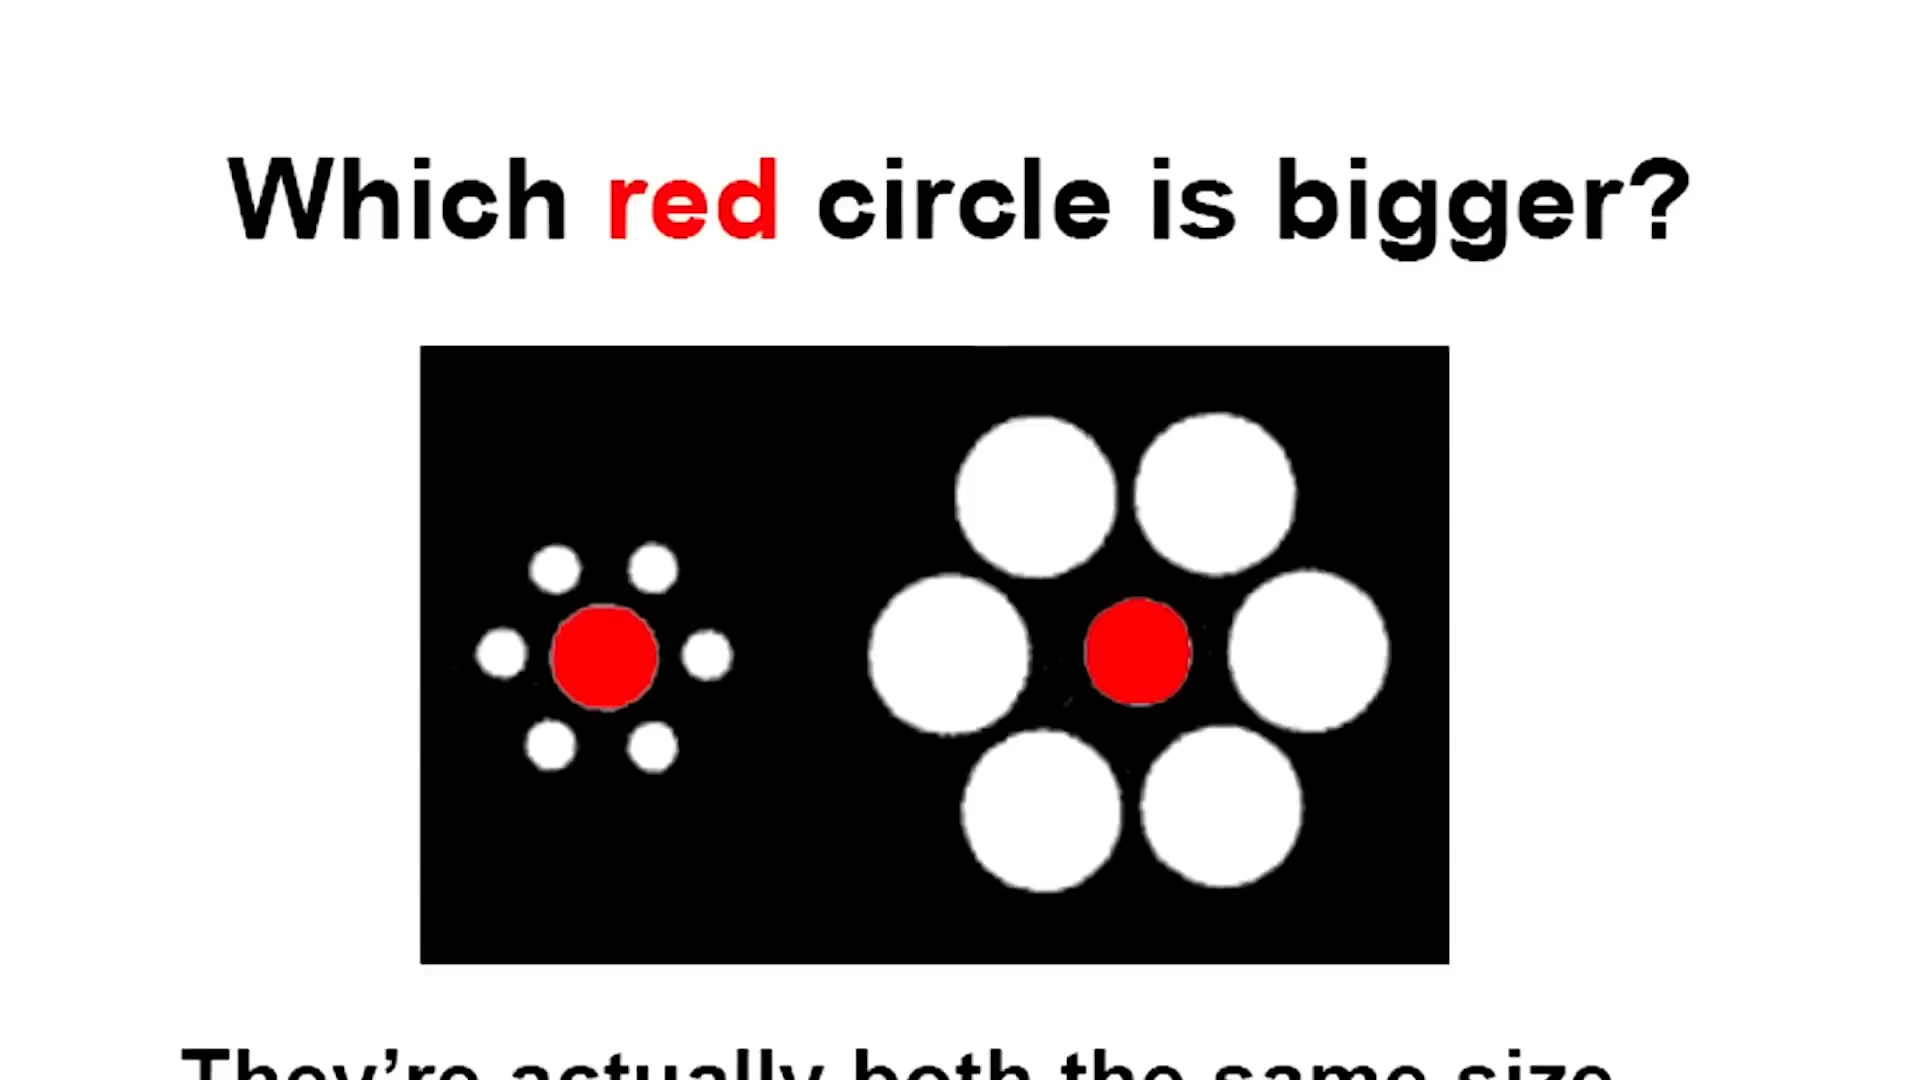 Which red circle is bigger?
They're actually both the same size